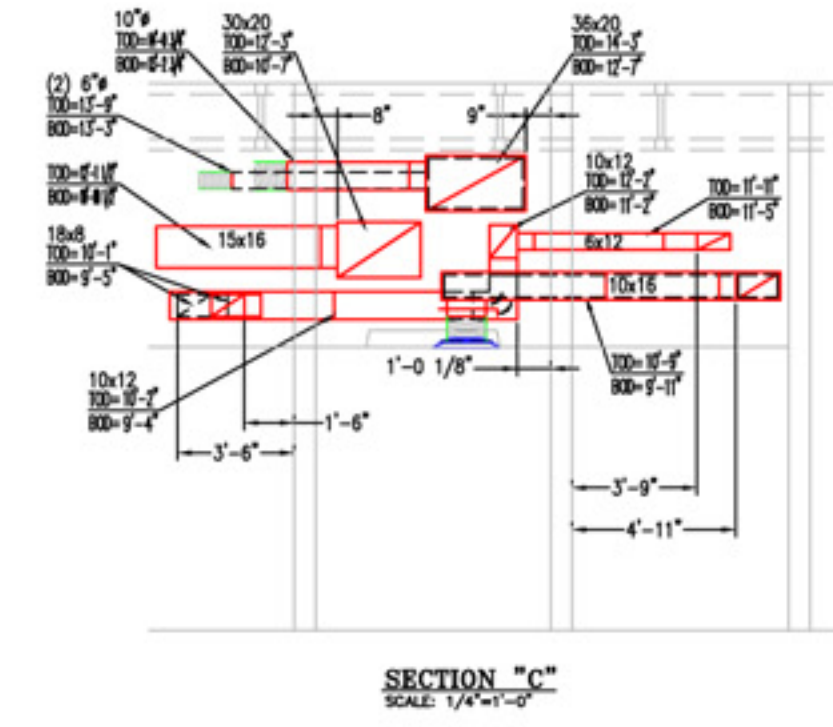 10"ø
30x20
TOD=12'-3"
BOD=10'-7"
36x20
TOD= 14'-3"
BOD= 12'-7"
(2) 6"ø
TOD=13'-9"
BOD=13'-3"
8"
9"
10x12
TOD= 12'-2"
BOD= 11'-2"
TOD= 11'-11"
BOD= 11'-5"
18x8
TOD=10'-1"
BOD= 9'-5"
15x16
6x12
10x16
1'-0 1/8"
TOD= 10'-9"
BOD= 9'-11"
10x12
TOD= 10'-2"
BOD= 9'-4"
1'-6"
3'-6"
3'-9"
4'-11"
SECTION "C"
SCALE: 1/4"=1'-0"